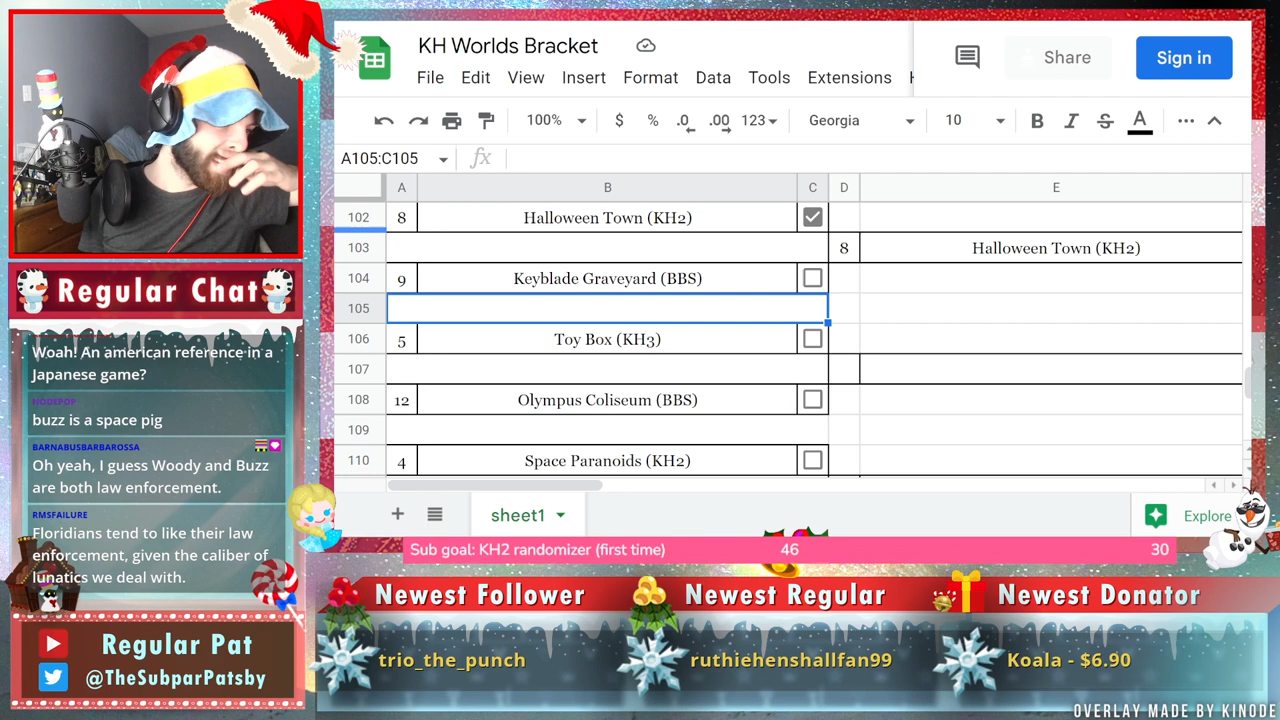 KH Worlds Bracket
File Edit View Insert Format Data Tools Extensions
Share
Sign in
100% $ % .0 .00 123 Georgia 10 B I S A
A105:C105 fx
A B C D E
102 8 Halloween Town (KH2)
103 8 Halloween Town (KH2)
104 9 Keyblade Graveyard (BBS)
105
106 5 Toy Box (KH3)
107
108 12 Olympus Coliseum (BBS)
109
110 4 Space Paranoids (KH2)
sheet1
Explore
Regular Chat
Woah! An american reference in a
Japanese game?
buzz is a space pig
BARNABUSBARBAROSSA
Oh yeah, I guess Woody and Buzz
are both law enforcement.
RMSFAILURE
Floridians tend to like their law
enforcement, given the caliber of
lunatics we deal with.
Regular Pat
@TheSubparPatsby
Sub goal: KH2 randomizer (first time) 46 30
Newest Follower
trio_the_punch
Newest Regular
ruthiehenshallfan99
Newest Donator
Koala - $6.90
OVERLAY MADE BY KINODE